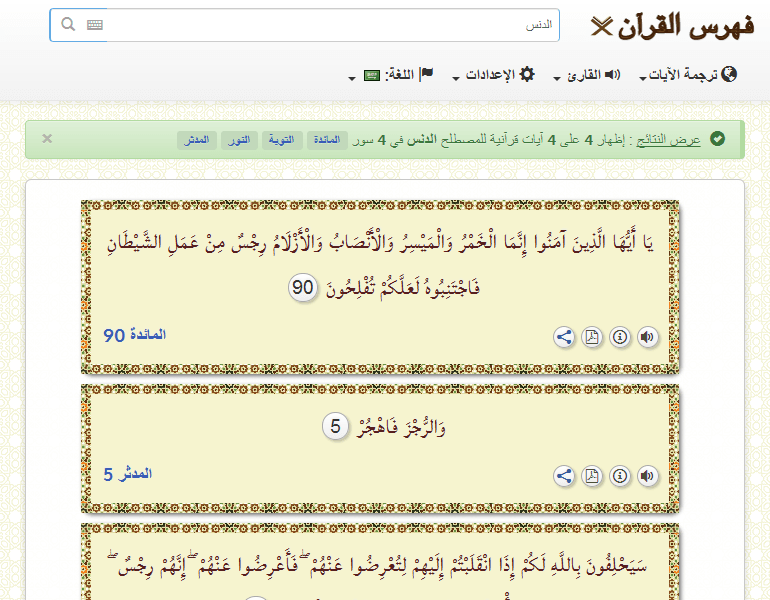 فهرس القرآن
الدنس
ترجمة الآيات
القارئ
الإعدادات
اللغة:
عرض النتائج : إظهار 4 على 4 آيات قرآنية للمصطلح الدنس في 4 سور المائدة التوبة النور المدثر ×
يَا أَيُّهَا الَّذِينَ آمَنُوا إِنَّمَا الْخَمْرُ وَالْمَيْسِرُ وَالْأَنْصَابُ وَالْأَزْلَامُ رِجْسٌ مِنْ عَمَلِ الشَّيْطَانِ
فَاجْتَنِبُوهُ لَعَلَّكُمْ تُفْلِحُونَ 90
المائدة 90
وَالرُّجْزَ فَاهْجُرْ 5
المدثر 5
سَيَحْلِفُونَ بِاللَّهِ لَكُمْ إِذَا انْقَلَبْتُمْ إِلَيْهِمْ لِتُعْرِضُوا عَنْهُمْ ۖ فَأَعْرِضُوا عَنْهُمْ ۖ إِنَّهُمْ رِجْسٌ ۖ